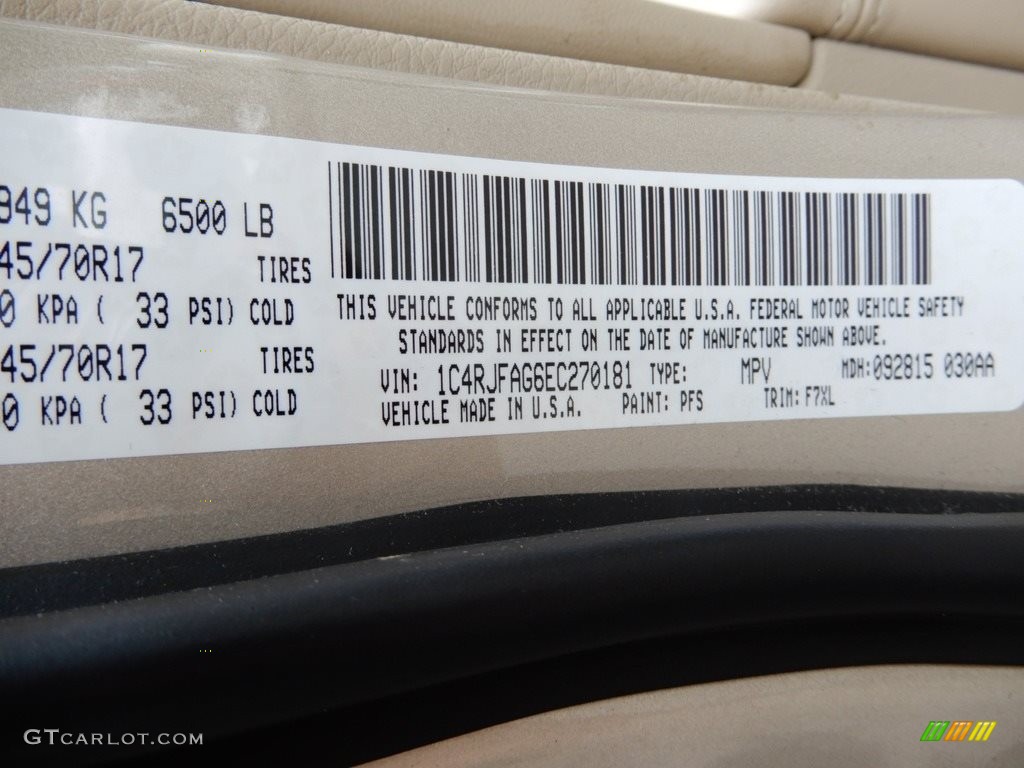 949 KG 6500 LB
45/70R17 TIRES
0 KPA ( 33 PSI) COLD
45/70R17 TIRES
0 KPA ( 33 PSI) COLD
THIS VEHICLE CONFORMS TO ALL APPLICABLE U.S.A. FEDERAL MOTOR VEHICLE SAFETY
STANDARDS IN EFFECT ON THE DATE OF MANUFACTURE SHOWN ABOVE.
VIN: 1C4RJFAG6EC270181 TYPE: MPV MDH:092815 030AA
VEHICLE MADE IN U.S.A. PAINT: PFS TRIM: F7XL
GTCARLOT.COM